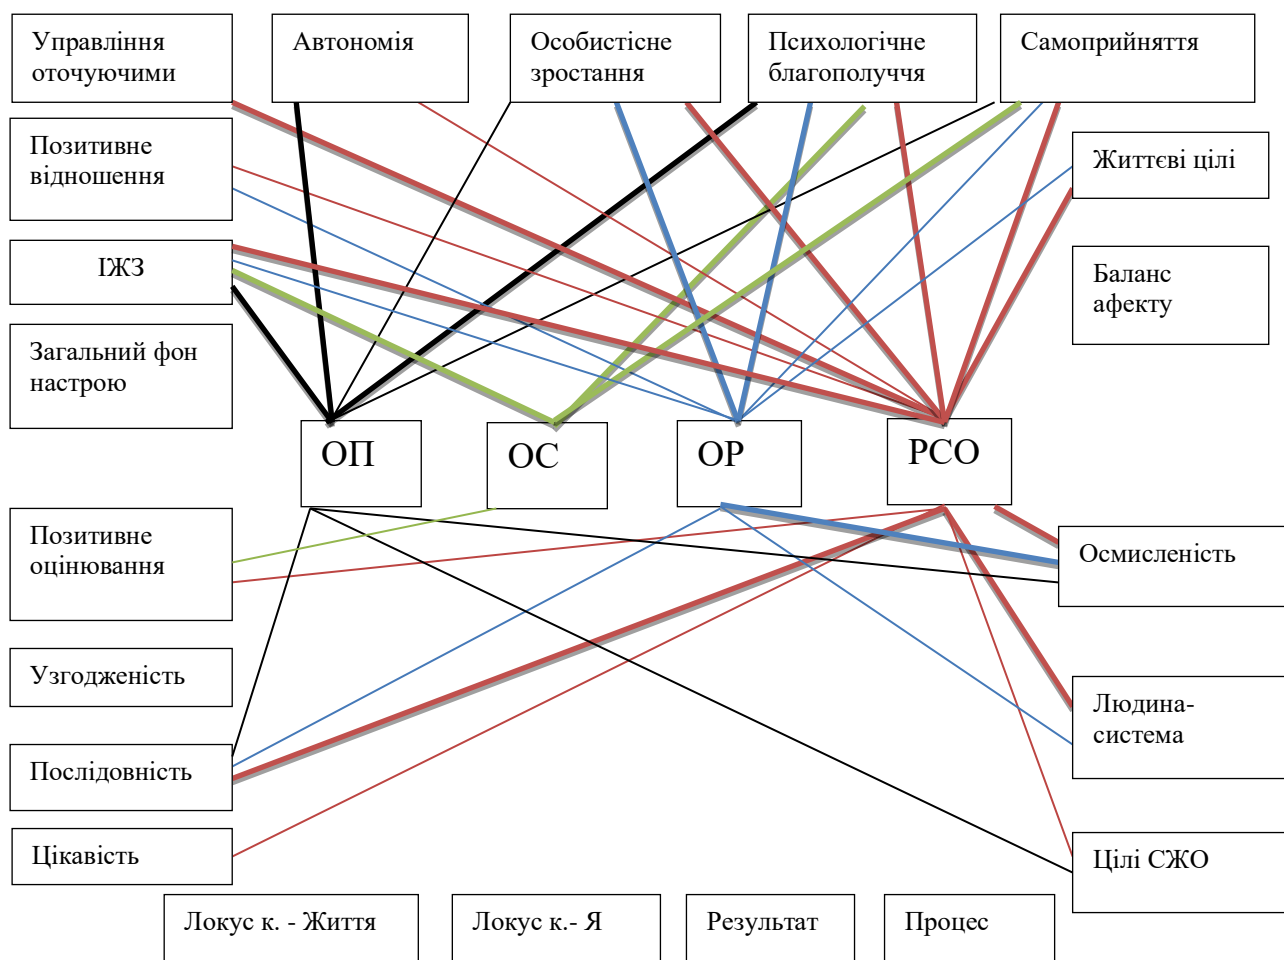 Управління
оточуючими
Автономія
Особистісне
зростання
Психологічне
благополуччя
Самоприйняття
Позитивне
відношення
Життєві цілі
ІЖЗ
Баланс
афекту
Загальний фон
настрою
ОП
ОС
ОР
РСО
Позитивне
оцінювання
Осмисленість
Узгодженість
Людина-
система
Послідовність
Цікавість
Цілі СЖО
Локус к. - Життя
Локус к.- Я
Результат
Процес